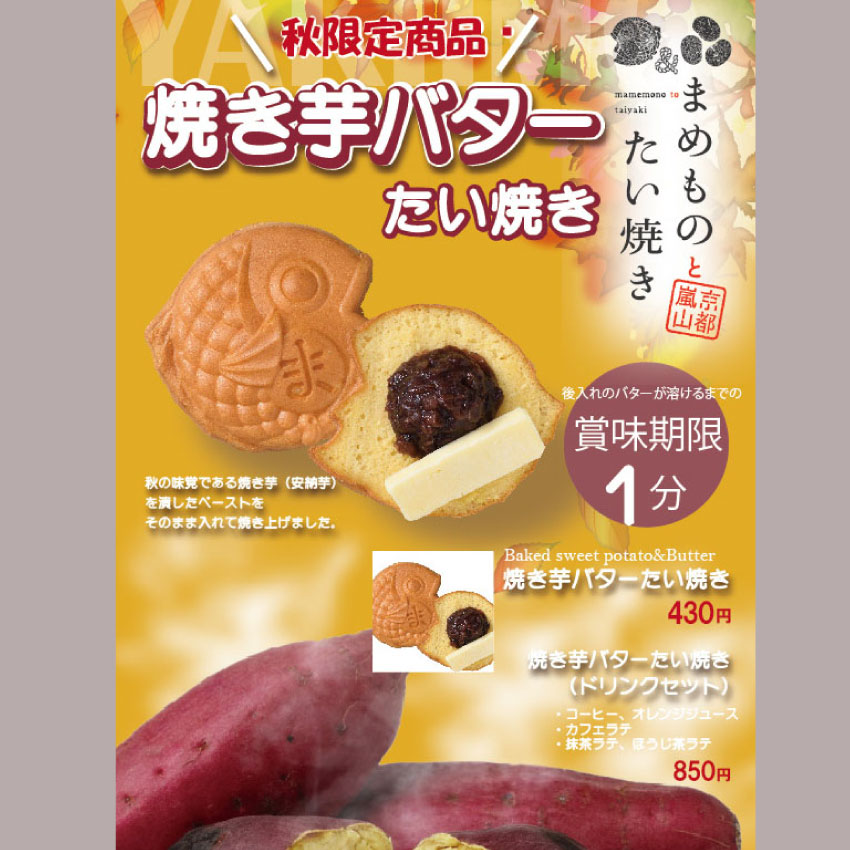 YAKIIMO
\ 秋限定商品・ /
焼き芋バター
たい焼き
mamemono to
taiyaki
&
まめものと
たい焼き
京都
嵐山
ま
後入れのバターが溶けるまでの
賞味期限
1分
秋の味覚である焼き芋（安納芋）
を潰したペーストを
そのまま入れて焼き上げました。
Baked sweet potato&Butter
焼き芋バターたい焼き
430円
焼き芋バターたい焼き
（ドリンクセット）
・コーヒー、オレンジジュース
・カフェラテ
・抹茶ラテ、ほうじ茶ラテ
850円